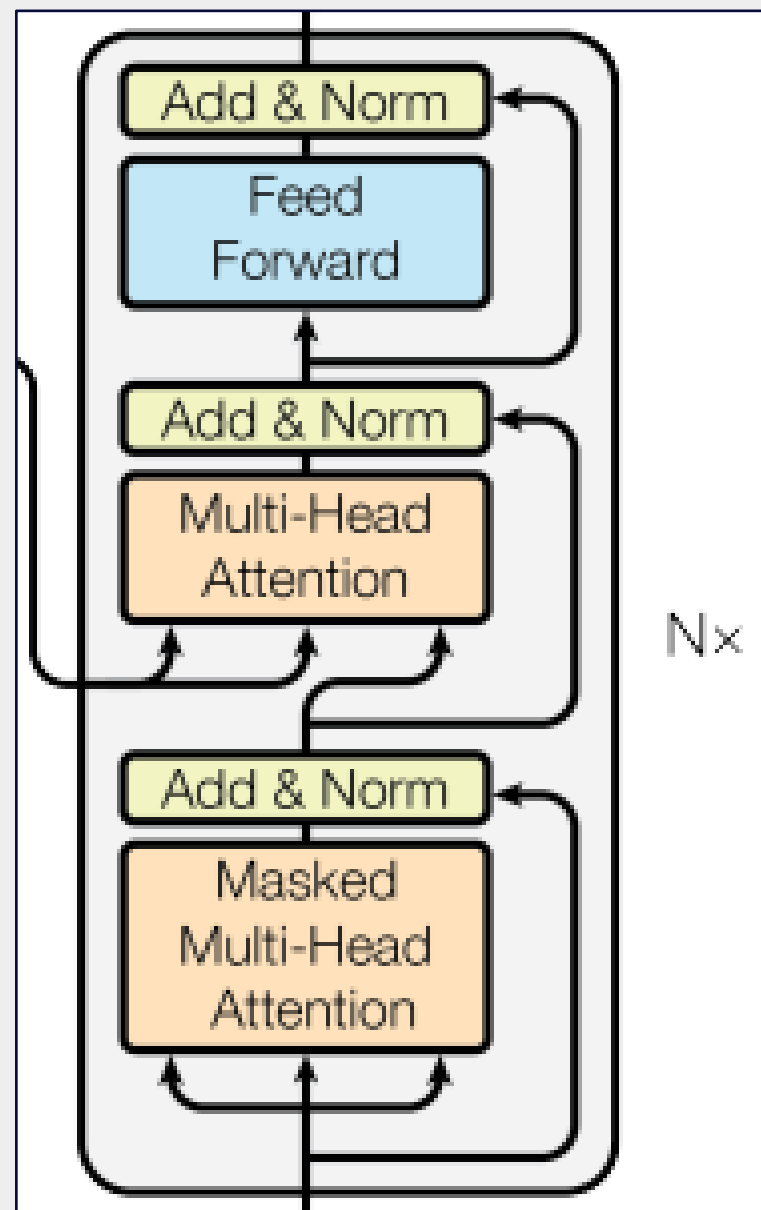 Add & Norm
Feed
Forward
Add & Norm
Multi-Head
Attention
Nx
Add & Norm
Masked
Multi-Head
Attention